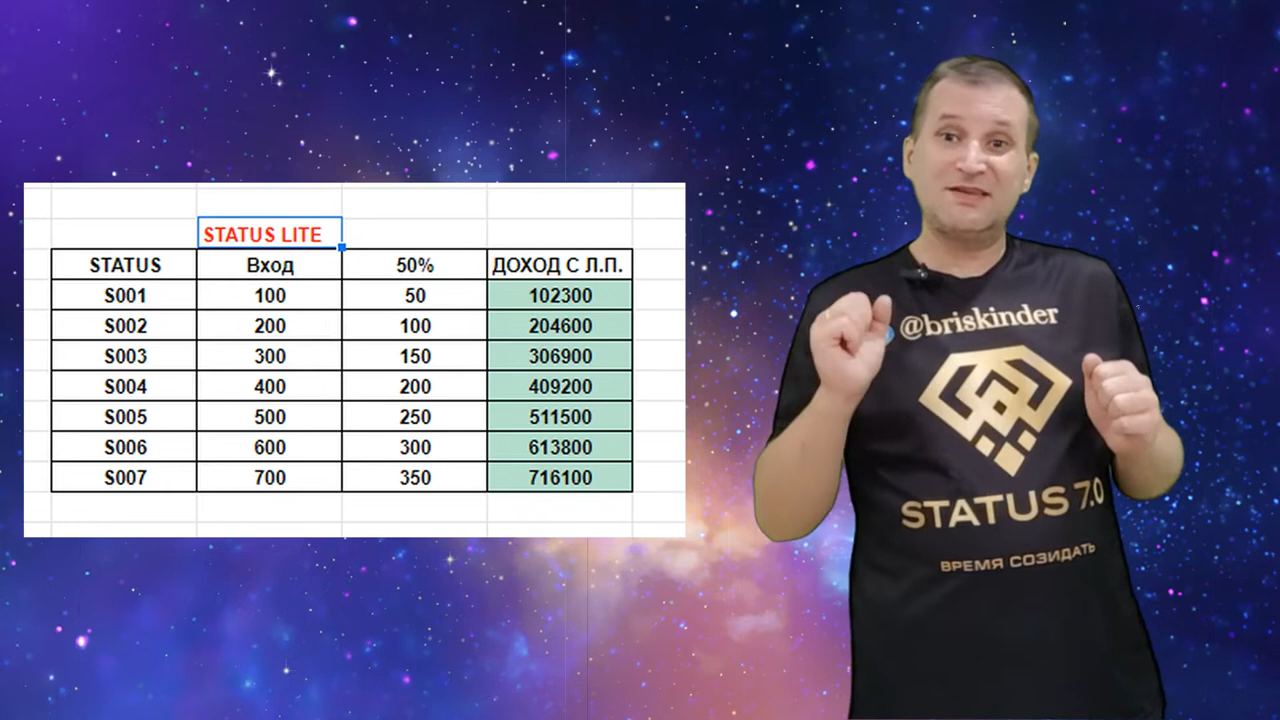 STATUS LITE
STATUS Вход 50% ДОХОД С Л.П.
S001 100 50 102300
S002 200 100 204600
S003 300 150 306900
S004 400 200 409200
S005 500 250 511500
S006 600 300 613800
S007 700 350 716100
@briskinder
STATUS 7.0
ВРЕМЯ СОЗИДАТЬ